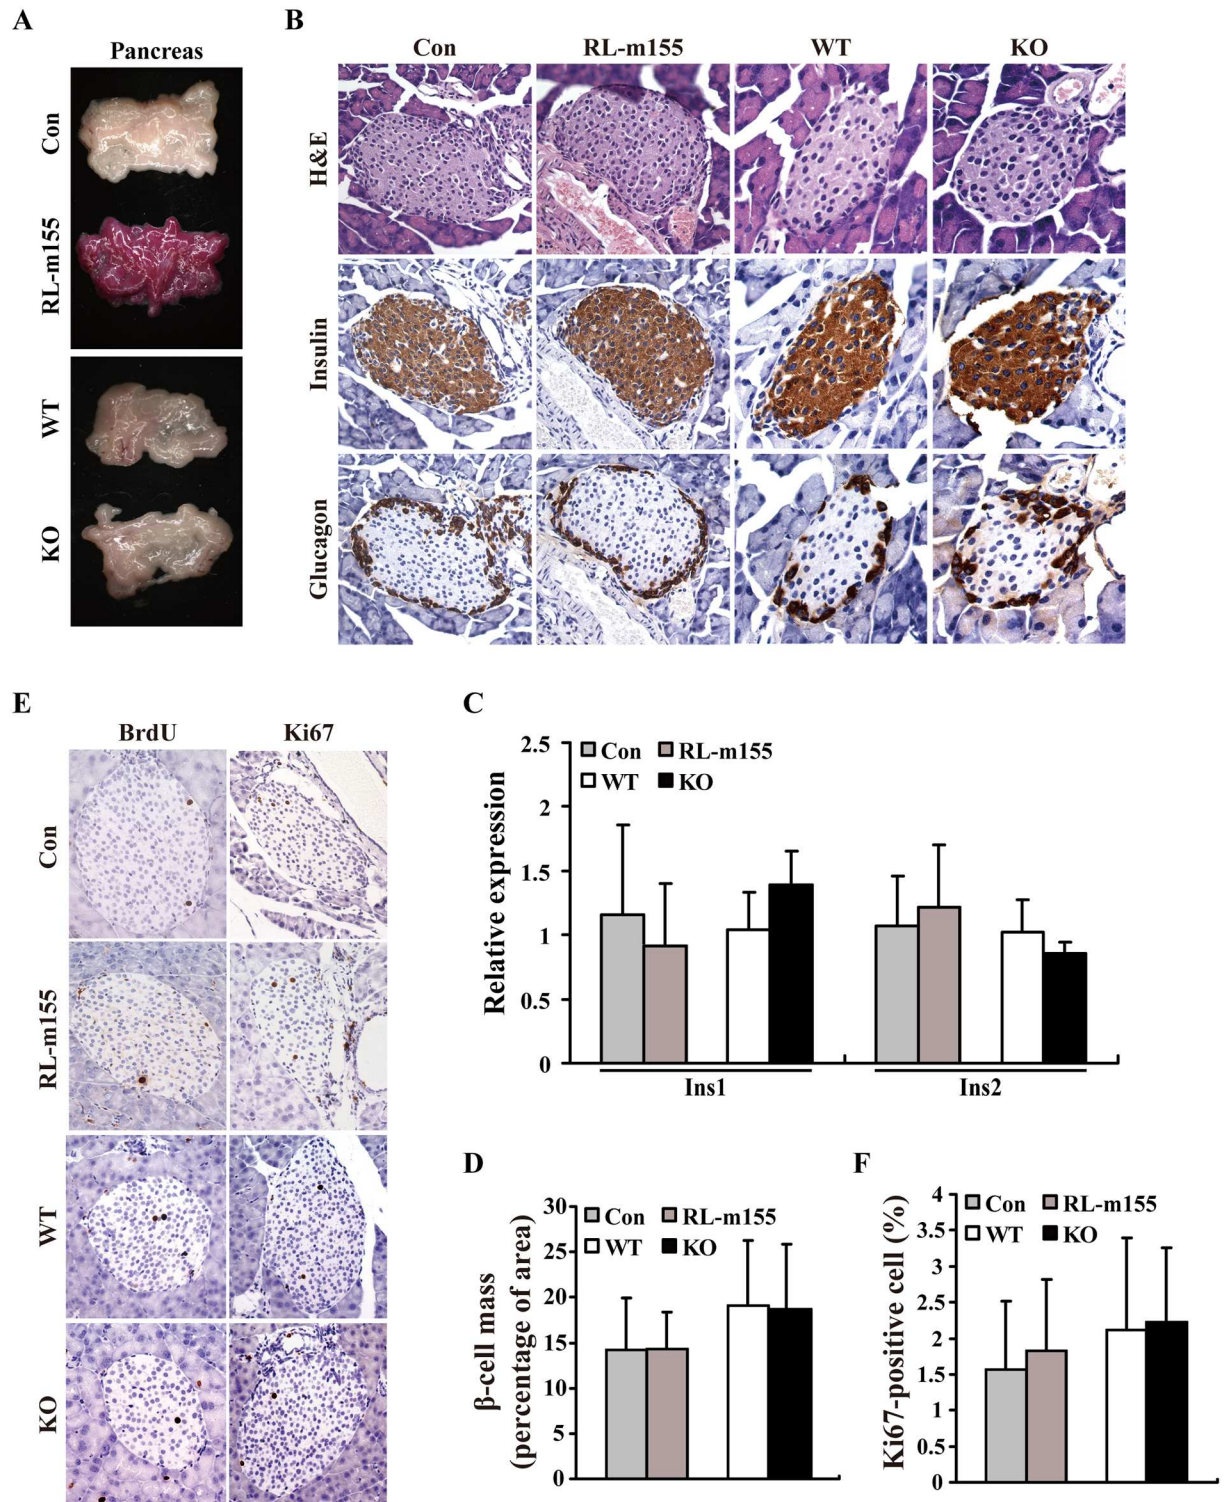 A
Pancreas
Con
RL-m155
WT
KO
B
Con RL-m155 WT KO
H&E
Insulin
Glucagon
E
BrdU Ki67
Con
RL-m155
WT
KO
C
Relative expression
2.5
2
1.5
1
0.5
0
Con RL-m155
WT KO
Ins1 Ins2
D
β-cell mass
(percentage of area)
30
25
20
15
10
5
0
Con RL-m155
WT KO
F
Ki67-positive cell (%)
4
3.5
3
2.5
2
1.5
1
0.5
0
Con RL-m155
WT KO